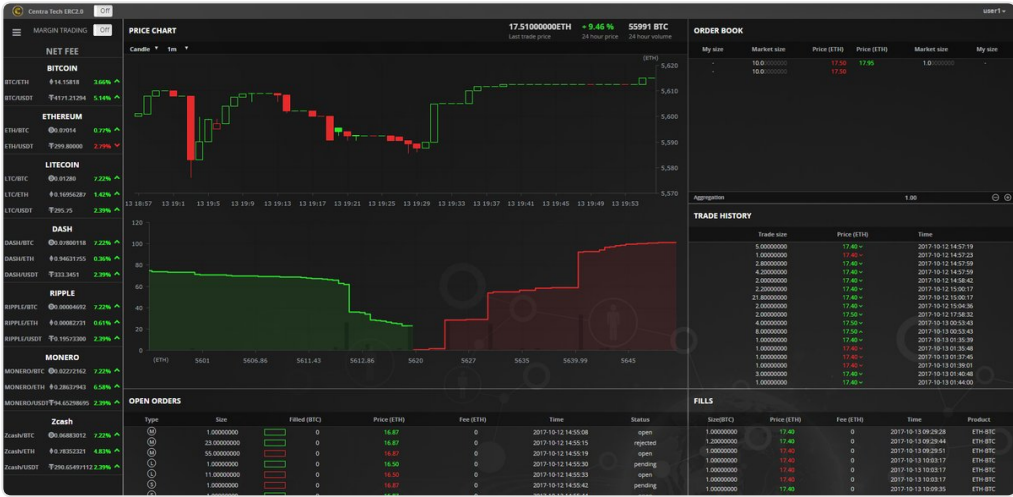 Centra Tech ERC2.0 Off
user1
MARGIN TRADING Off
NET FEE
BITCOIN
BTC/ETH 14.15818 3.66%
BTC/USDT 4171.21294 5.14%
ETHEREUM
ETH/BTC 0.07014 0.77%
ETH/USDT 299.80000 2.79%
LITECOIN
LTC/BTC 0.01280 7.22%
LTC/ETH 0.16956287 1.42%
LTC/USDT 295.75 2.39%
DASH
DASH/BTC 0.07800118 7.22%
DASH/ETH 0.94631755 0.36%
DASH/USDT 333.3451 2.39%
RIPPLE
RIPPLE/BTC 0.00004692 7.22%
RIPPLE/ETH 0.00082731 0.61%
RIPPLE/USDT 0.19573300 2.39%
MONERO
MONERO/BTC 0.02272162 7.22%
MONERO/ETH 0.28637943 6.58%
MONERO/USDT 94.65298695 2.39%
Zcash
Zcash/BTC 0.06883012 7.22%
Zcash/ETH 0.78352321 4.83%
Zcash/USDT 290.65497112 2.39%
PRICE CHART
17.51000000ETH + 9.46 % 55991 BTC
Last trade price 24 hour price 24 hour volume
Candle 1m
(ETH)
5,620
5,610
5,600
5,590
5,580
5,570
13 18:57 13 19:1 13 19:5 13 19:9 13 19:13 13 19:17 13 19:21 13 19:25 13 19:29 13 19:33 13 19:37 13 19:41 13 19:45 13 19:49 13 19:53
120
100
80
60
40
20
0
(ETH) 5601 5606.86 5611.43 5612.86 5620 5627 5635 5639.99 5645
ORDER BOOK
My size Market size Price (ETH) Price (ETH) Market size My size
- 10.00000000 17.50 17.95 1.00000000 -
- 10.00000000 17.50
Aggregation 1.00
TRADE HISTORY
Trade size Price (ETH) Time
5.00000000 17.40 2017-10-12 14:57:19
1.00000000 17.40 2017-10-12 14:57:23
2.80000000 17.40 2017-10-12 14:57:59
4.20000000 17.40 2017-10-12 14:57:59
2.00000000 17.40 2017-10-12 14:58:42
2.20000000 17.40 2017-10-12 15:00:17
21.80000000 17.40 2017-10-12 15:00:17
2.00000000 17.40 2017-10-12 15:04:36
2.00000000 17.50 2017-10-12 17:58:32
4.00000000 17.50 2017-10-13 00:53:43
8.00000000 17.50 2017-10-13 00:53:43
1.00000000 17.40 2017-10-13 01:35:39
1.00000000 17.40 2017-10-13 01:35:48
1.00000000 17.40 2017-10-13 01:37:45
1.00000000 17.40 2017-10-13 01:39:01
3.00000000 17.40 2017-10-13 01:40:48
1.00000000 17.40 2017-10-13 01:44:00
OPEN ORDERS
Type Size Filled (BTC) Price (ETH) Fee (ETH) Time Status
M 1.00000000 0 16.87 0 2017-10-12 14:55:08 open
M 23.00000000 0 16.87 0 2017-10-12 14:55:15 rejected
M 55.00000000 0 16.87 0 2017-10-12 14:55:19 open
L 1.00000000 0 16.50 0 2017-10-12 14:55:30 pending
L 11.00000000 0 16.50 0 2017-10-12 14:55:33 open
S 1.00000000 0 16.87 0 2017-10-12 14:55:42 pending
FILLS
Size(BTC) Price (ETH) Fee (ETH) Time Product
1.00000000 17.40 0 2017-10-13 09:29:28 ETH-BTC
1.20000000 17.40 0 2017-10-13 09:29:44 ETH-BTC
1.00000000 17.40 0 2017-10-13 09:29:51 ETH-BTC
1.00000000 17.40 0 2017-10-13 10:03:17 ETH-BTC
1.00000000 17.40 0 2017-10-13 10:03:17 ETH-BTC
1.00000000 17.40 0 2017-10-13 10:03:17 ETH-BTC
1.00000000 17.40 0 2017-10-13 10:09:35 ETH-BTC